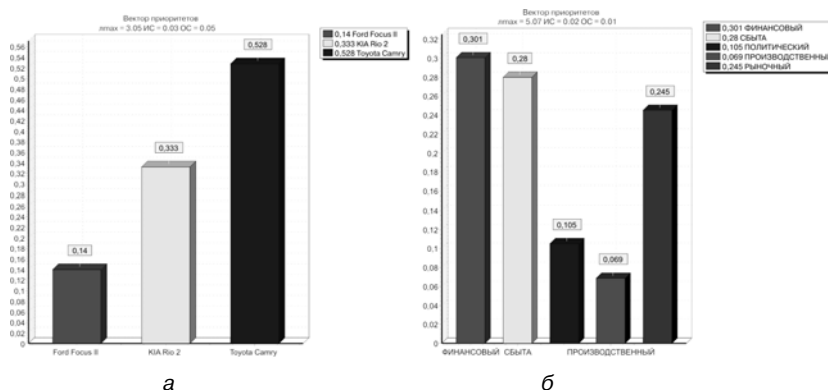 Вектор приоритетов
лmax = 3.05 ИС = 0.03 ОС = 0.05
0,14 Ford Focus II
0,333 KIA Rio 2
0,528 Toyota Camry
0,56
0,54
0,52
0,5
0,48
0,46
0,44
0,42
0,4
0,38
0,36
0,34
0,32
0,3
0,28
0,26
0,24
0,22
0,2
0,18
0,16
0,14
0,12
0,1
0,08
0,06
0,04
0,02
0
0,14
0,333
0,528
Ford Focus II
KIA Rio 2
Toyota Camry
а
Вектор приоритетов
лmax = 5.07 ИС = 0.02 ОС = 0.01
0,301 ФИНАНСОВЫЙ
0,28 СБЫТА
0,105 ПОЛИТИЧЕСКИЙ
0,069 ПРОИЗВОДСТВЕННЫЙ
0,245 РЫНОЧНЫЙ
0,32
0,3
0,28
0,26
0,24
0,22
0,2
0,18
0,16
0,14
0,12
0,1
0,08
0,06
0,04
0,02
0
0,301
0,28
0,105
0,069
0,245
ФИНАНСОВЫЙ
СБЫТА
ПРОИЗВОДСТВЕННЫЙ
б